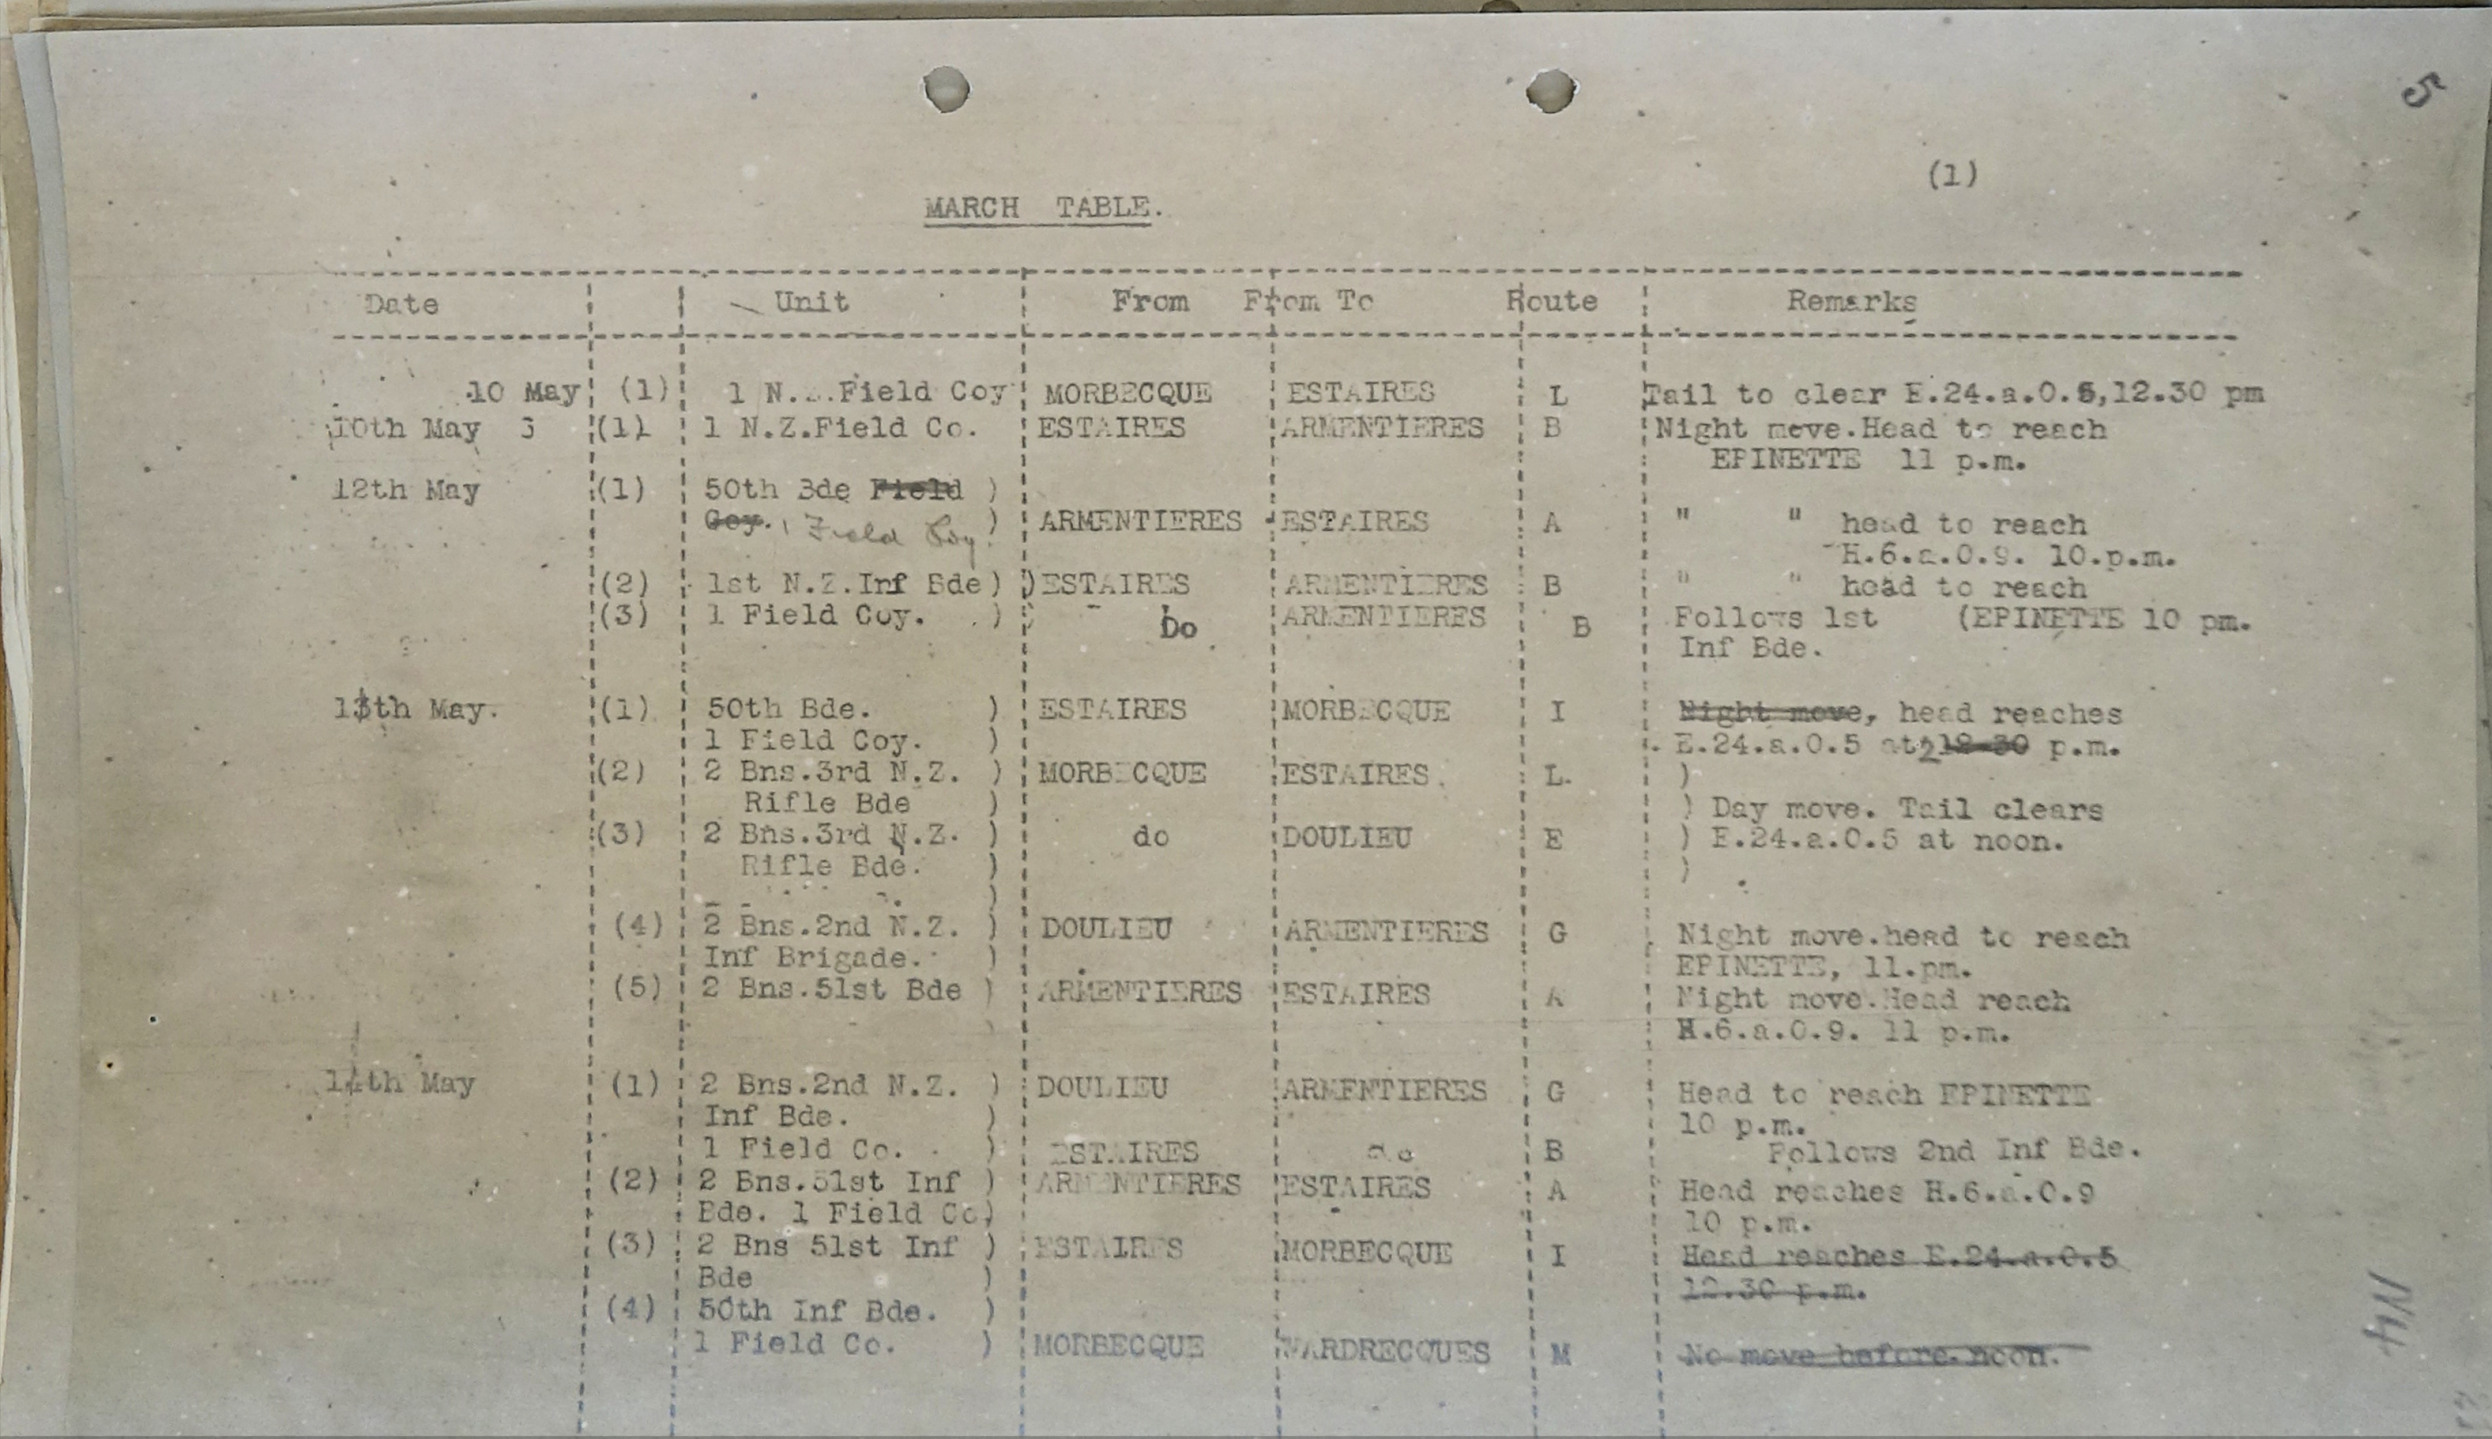 5
(1)
MARCH TABLE.
Date Unit From From To Route Remarks
10 May (1) 1 N.Z.Field Coy MORBECQUE ESTAIRES L Tail to clear E.24.a.0.5,12.30 pm
10th May 3 (1) 1 N.Z.Field Co. ESTAIRES ARMENTIERES B Night move.Head to reach
EPINETTE 11 p.m.
12th May (1) 50th Bde Field )
Coy. 1 Field Coy. ) ARMENTIERES ESTAIRES A " " head to reach
H.6.a.0.9. 10.p.m.
(2) 1st N.Z.Inf Bde) )ESTAIRES ARMENTIERES B " " head to reach
(3) 1 Field Coy. ) ) Do ARMENTIERES B Follows 1st (EPINETTE 10 pm.
Inf Bde.
13th May. (1) 50th Bde. ) ESTAIRES MORBECQUE I Night move, head reaches
1 Field Coy. ) E.24.a.0.5 at 2 12.30 p.m.
(2) 2 Bns.3rd N.Z. ) MORBECQUE ESTAIRES. L. )
Rifle Bde ) ) Day move. Tail clears
(3) 2 Bns.3rd N.Z. ) do DOULIEU E ) E.24.a.0.5 at noon.
Rifle Bde. ) )
)
(4) 2 Bns.2nd N.Z. ) DOULIEU ARMENTIERES G Night move.head to reach
Inf Brigade. ) EPINETTE, 11.pm.
(5) 2 Bns.51st Bde ) ARMENTIERES ESTAIRES A Night move.Head reach
H.6.a.0.9. 11 p.m.
14th May (1) 2 Bns.2nd N.Z. ) DOULIEU ARMENTIERES G Head to reach EPINETTE
Inf Bde. ) 10 p.m.
1 Field Co. ) ESTAIRES do B Follows 2nd Inf Bde.
(2) 2 Bns.51st Inf ) ARMENTIERES ESTAIRES A Head reaches H.6.a.0.9
Bde. 1 Field Co) 10 p.m.
(3) 2 Bns 51st Inf ) ESTAIRES MORBECQUE I Head reaches E.24.a.0.5
Bde ) 12.30 p.m.
(4) 50th Inf Bde. )
1 Field Co. ) MORBECQUE WARDRECQUES M No move before noon.